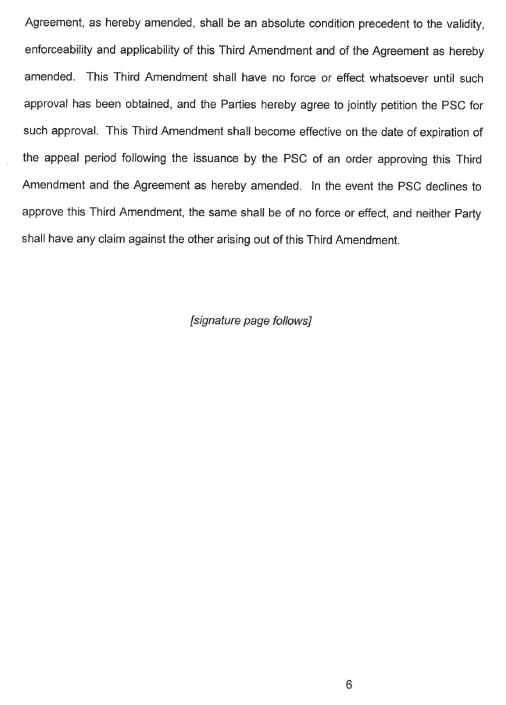 Agreement, as hereby amended, shall be an absolute condition precedent to the validity,
enforceability and applicability of this Third Amendment and of the Agreement as hereby
amended. This Third Amendment shall have no force or effect whatsoever until such
approval has been obtained, and the Parties hereby agree to jointly petition the PSC for
such approval. This Third Amendment shall become effective on the date of expiration of
the appeal period following the issuance by the PSC of an order approving this Third
Amendment and the Agreement as hereby amended. In the event the PSC declines to
approve this Third Amendment, the same shall be of no force or effect, and neither Party
shall have any claim against the other arising out of this Third Amendment.
[signature page follows]
6